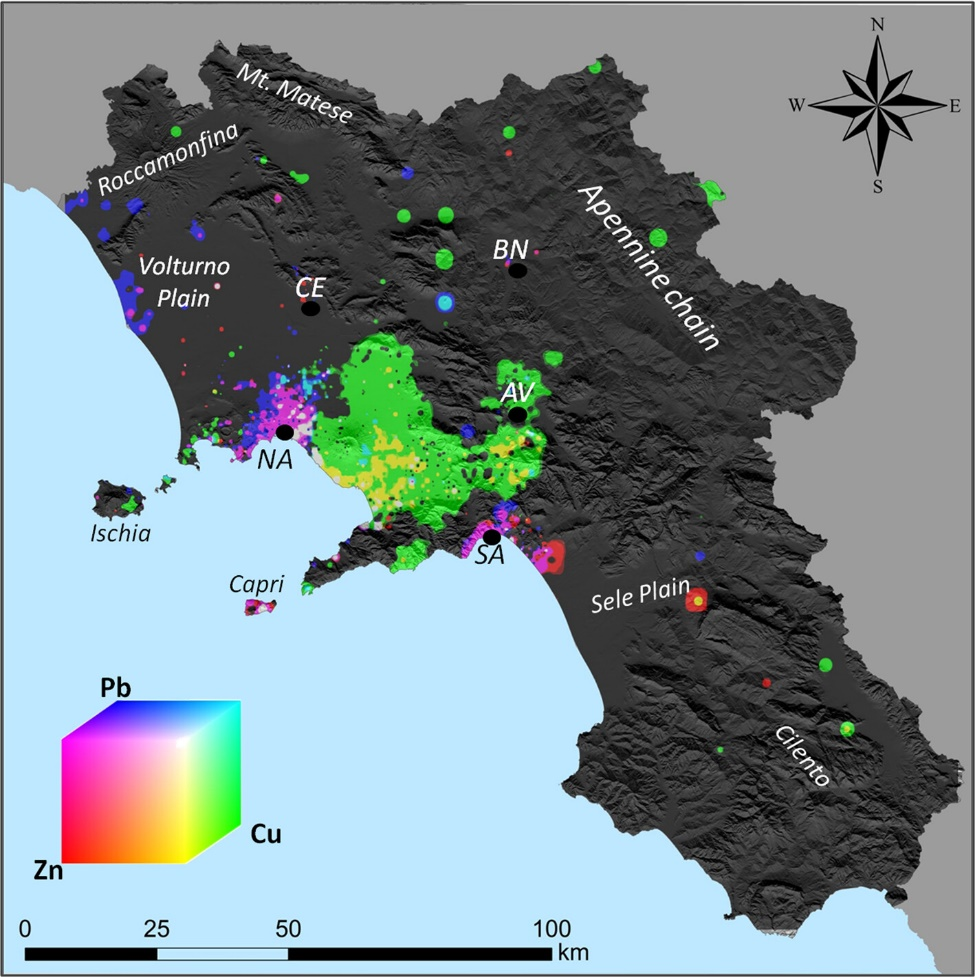 N
W E
S
Mt. Matese
Roccamonfina
Apennine chain
BN
Volturno
Plain
CE
AV
NA
Ischia
SA
Capri
Sele Plain
Pb
Cu
Zn
Cilento
0 25 50 100
km